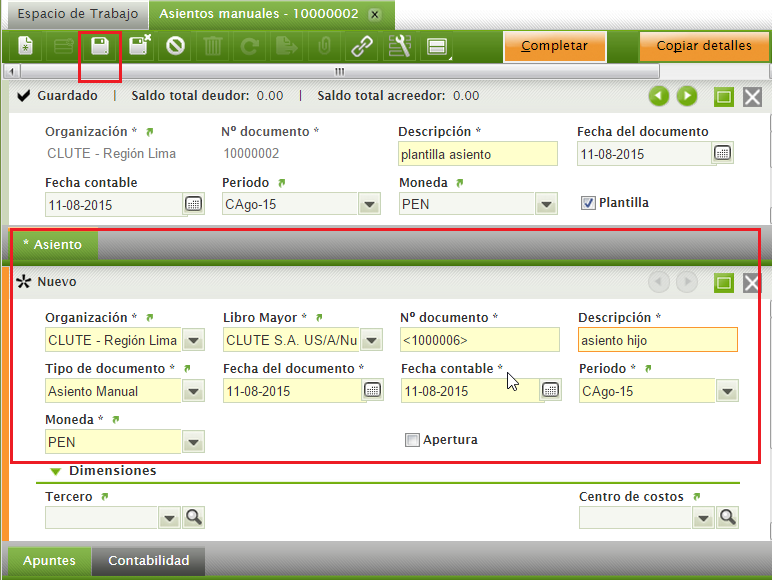 Espacio de Trabajo Asientos manuales - 10000002 x
Completar Copiar detalles
Guardado | Saldo total deudor: 0.00 | Saldo total acreedor: 0.00
Organización * Nº documento * Descripción * Fecha del documento
CLUTE - Región Lima 10000002 plantilla asiento 11-08-2015
Fecha contable Periodo Moneda
11-08-2015 CAgo-15 PEN Plantilla
* Asiento
Nuevo
Organización * Libro Mayor * Nº documento * Descripción *
CLUTE - Región Lima CLUTE S.A. US/A/Nu <1000006> asiento hijo
Tipo de documento * Fecha del documento * Fecha contable * Periodo *
Asiento Manual 11-08-2015 11-08-2015 CAgo-15
Moneda *
PEN Apertura
Dimensiones
Tercero Centro de costos
Apuntes Contabilidad